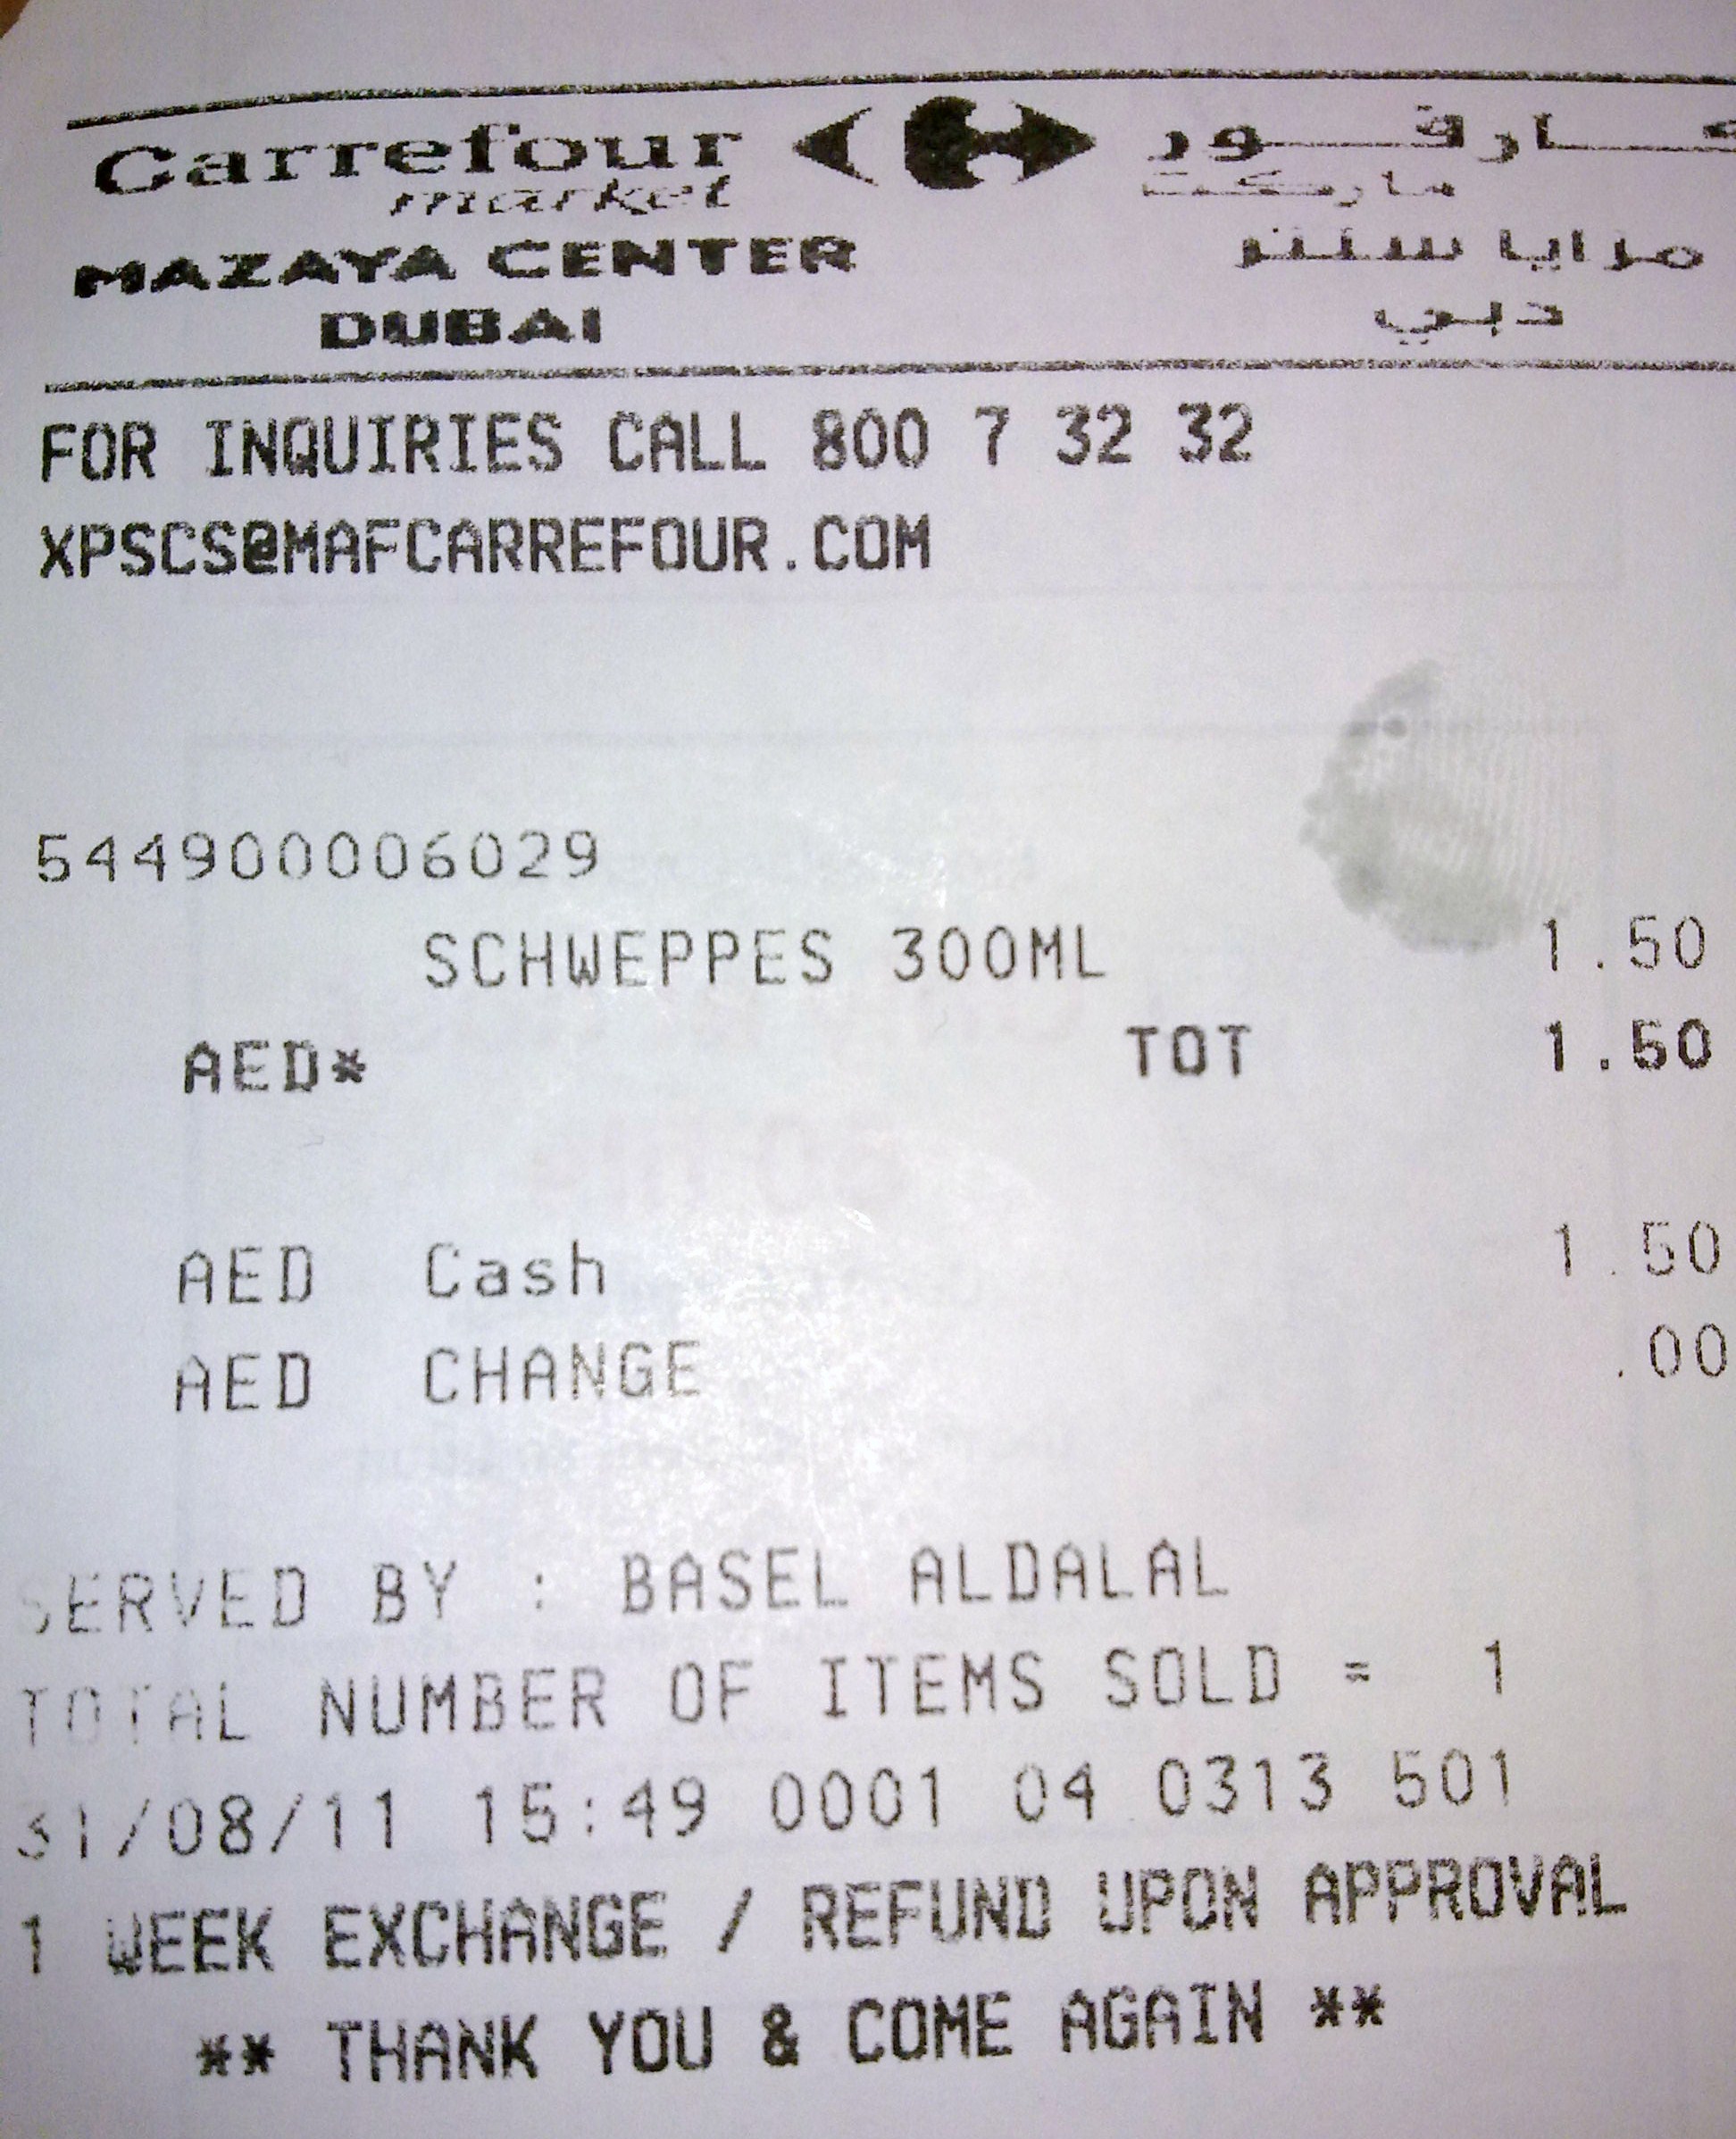 Carrefour كارفور
market ماركت
MAZAYA CENTER مزايا سنتر
DUBAI دبي
FOR INQUIRIES CALL 800 7 32 32
XPSCS@MAFCARREFOUR.COM
544900006029
SCHWEPPES 300ML 1.50
AED* TOT 1.50
AED Cash 1.50
AED CHANGE .00
SERVED BY : BASEL ALDALAL
TOTAL NUMBER OF ITEMS SOLD = 1
31/08/11 15:49 0001 04 0313 501
1 WEEK EXCHANGE / REFUND UPON APPROVAL
** THANK YOU & COME AGAIN **